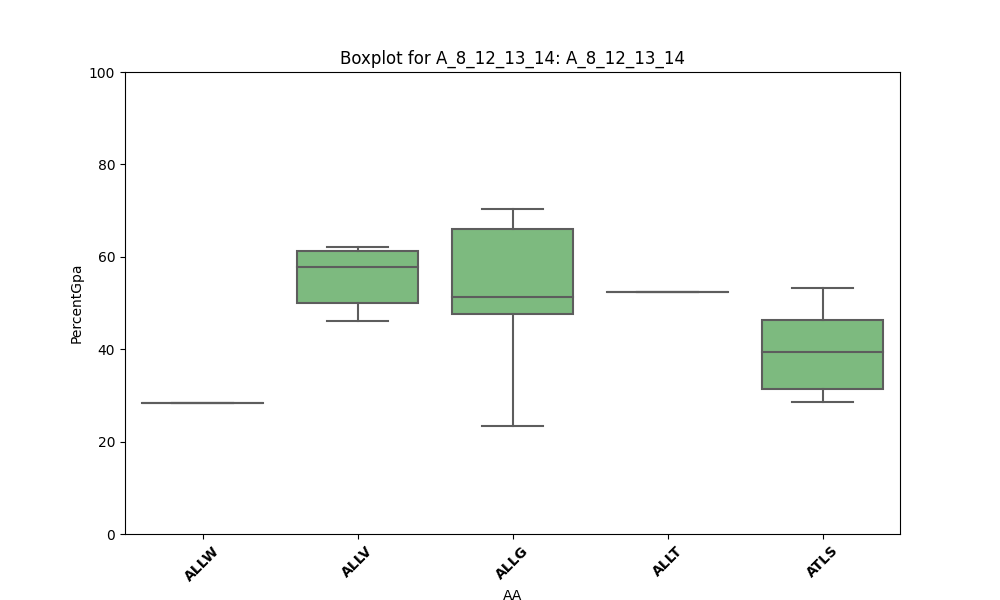 Boxplot for A_8_12_13_14: A_8_12_13_14
100
80
60
40
20
0
PercentGpa
ALLW
ALLV
ALLG
ALLT
ATLS
AA